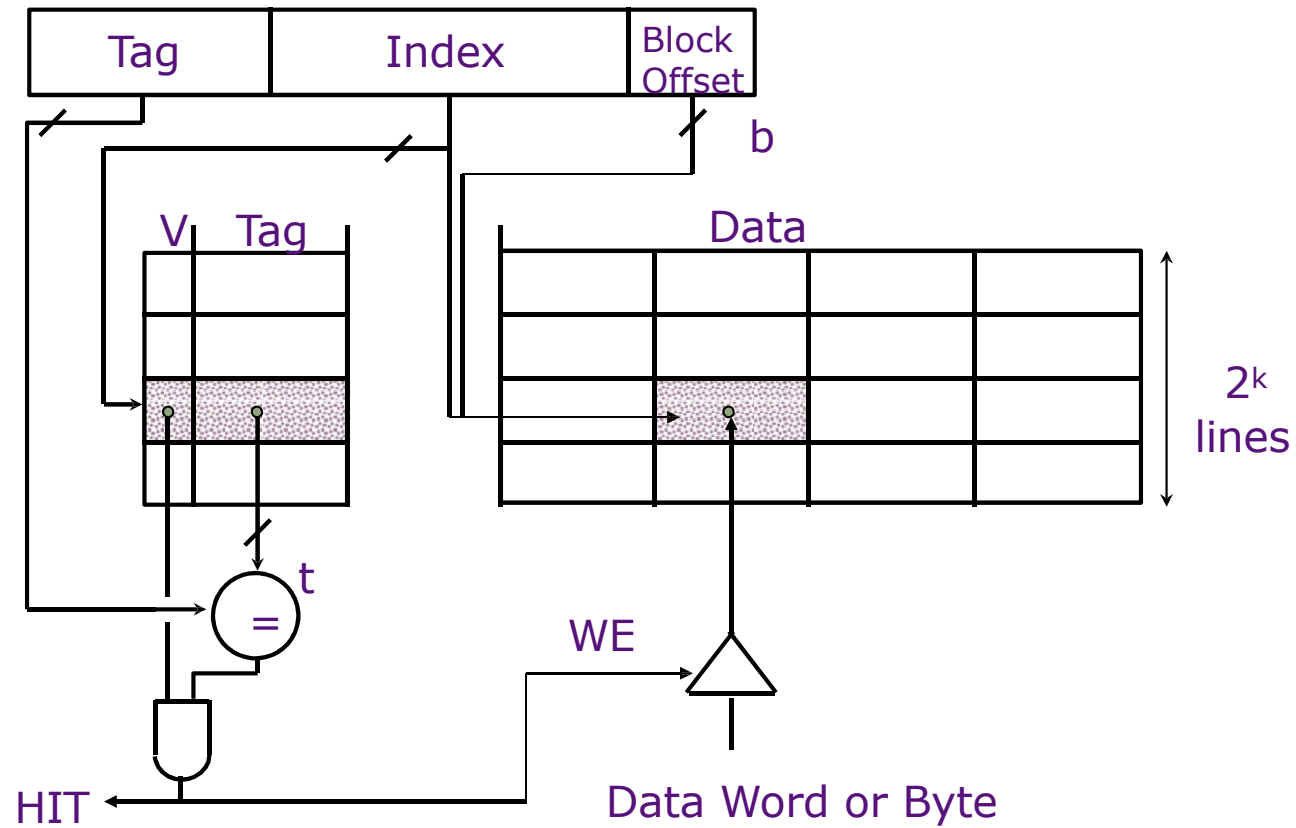 Tag
Index
Block
Offset
b
V
Tag
Data
2ᵏ
lines
t
=
WE
HIT
Data Word or Byte